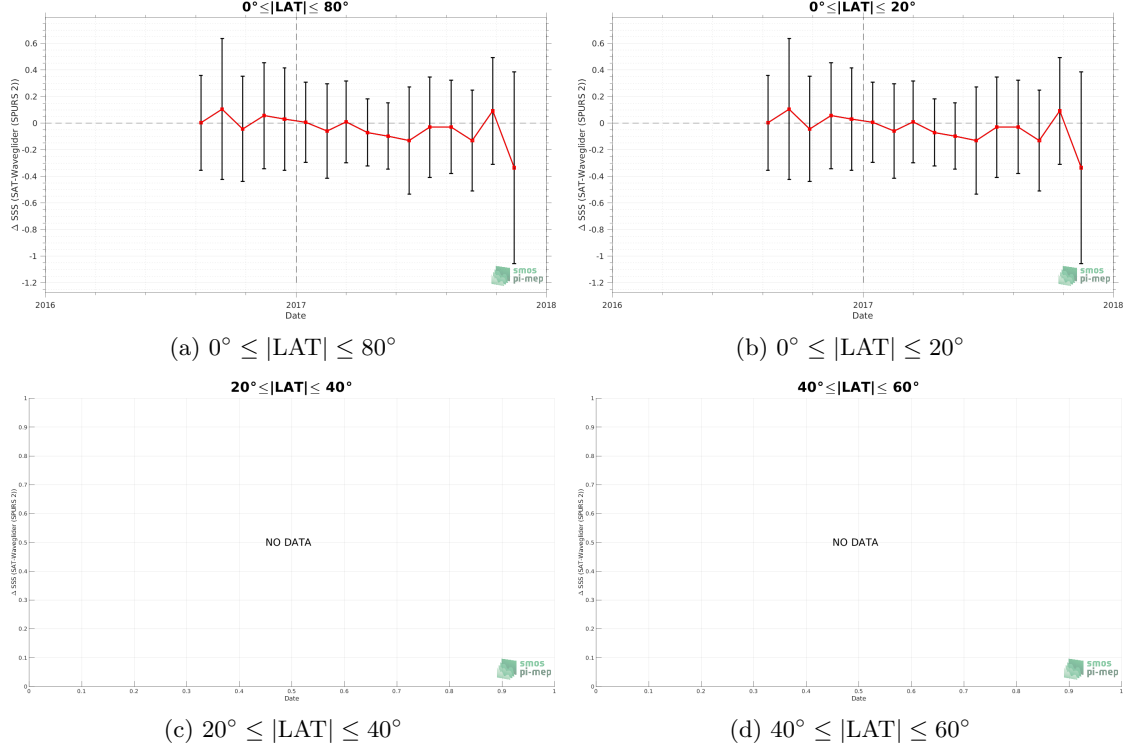 0°≤|LAT|≤ 80°
Δ SSS (SAT-Waveglider (SPURS 2))
0.6
0.4
0.2
0
-0.2
-0.4
-0.6
-0.8
-1
-1.2
2016
2017
2018
Date
smos
pi-mep
(a) 0° ≤ |LAT| ≤ 80°
0°≤|LAT|≤ 20°
Δ SSS (SAT-Waveglider (SPURS 2))
0.6
0.4
0.2
0
-0.2
-0.4
-0.6
-0.8
-1
-1.2
2016
2017
2018
Date
smos
pi-mep
(b) 0° ≤ |LAT| ≤ 20°
20°≤|LAT|≤ 40°
Δ SSS (SAT-Waveglider (SPURS 2))
1
0.9
0.8
0.7
0.6
0.5
0.4
0.3
0.2
0.1
0
NO DATA
0 0.1 0.2 0.3 0.4 0.5 0.6 0.7 0.8 0.9 1
Date
smos
pi-mep
(c) 20° ≤ |LAT| ≤ 40°
40°≤|LAT|≤ 60°
Δ SSS (SAT-Waveglider (SPURS 2))
1
0.9
0.8
0.7
0.6
0.5
0.4
0.3
0.2
0.1
0
NO DATA
0 0.1 0.2 0.3 0.4 0.5 0.6 0.7 0.8 0.9 1
Date
smos
pi-mep
(d) 40° ≤ |LAT| ≤ 60°